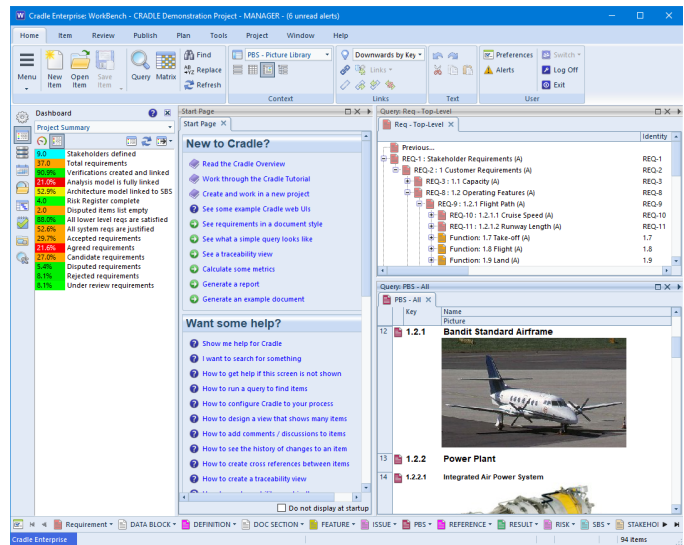 Cradle Enterprise: WorkBench - CRADLE Demonstration Project - MANAGER - (6 unread alerts)
Home Item Review Publish Plan Tools Project Window Help
Menu
New Item
Open Item
Save Item
Query Matrix
Find
Replace
Refresh
PBS - Picture Library
Context
Downwards by Key
Links
Links
Text
Preferences
Alerts
Switch
Log Off
Exit
User
Dashboard
Project Summary
9.0 Stakeholders defined
37.0 Total requirements
90.9% Verifications created and linked
21.0% Analysis model is fully linked
52.9% Architecture model linked to SBS
4.0 Risk Register complete
2.0 Disputed items list empty
86.0% All lower level reqs are satisfied
52.6% All system reqs are justified
29.7% Accepted requirements
21.6% Agreed requirements
27.0% Candidate requirements
5.4% Disputed requirements
8.1% Rejected requirements
8.1% Under review requirements
Start Page
Start Page
New to Cradle?
Read the Cradle Overview
Work through the Cradle Tutorial
Create and work in a new project
See some example Cradle web UIs
See requirements in a document style
See what a simple query looks like
See a traceability view
Calculate some metrics
Generate a report
Generate an example document
Want some help?
Show me help for Cradle
I want to search for something
How to get help if this screen is not shown
How to run a query to find items
How to configure Cradle to your process
How to design a view that shows many items
How to add comments / discussions to items
How to see the history of changes to an item
How to create cross references between items
How to create a traceability view
Do not display at startup
Query: Req - Top-Level
Req - Top-Level
Identity
Previous...
REQ-1 : Stakeholder Requirements (A) REQ-1
REQ-2 : 1 Customer Requirements (A) REQ-2
REQ-3 : 1.1 Capacity (A) REQ-3
REQ-8 : 1.2 Operating Features (A) REQ-8
REQ-9 : 1.2.1 Flight Path (A) REQ-9
REQ-10 : 1.2.1.1 Cruise Speed (A) REQ-10
REQ-11 : 1.2.1.2 Runway Length (A) REQ-11
Function: 1.7 Take-off (A) 1.7
Function: 1.8 Flight (A) 1.8
Function: 1.9 Land (A) 1.9
Query: PBS - All
PBS - All
Key Name
Picture
12 1.2.1 Bandit Standard Airframe
13 1.2.2 Power Plant
14 1.2.2.1 Integrated Air Power System
Requirement DATA BLOCK DEFINITION DOC SECTION FEATURE ISSUE PBS REFERENCE RESULT RISK SBS STAKEHOL
Cradle Enterprise
94 items